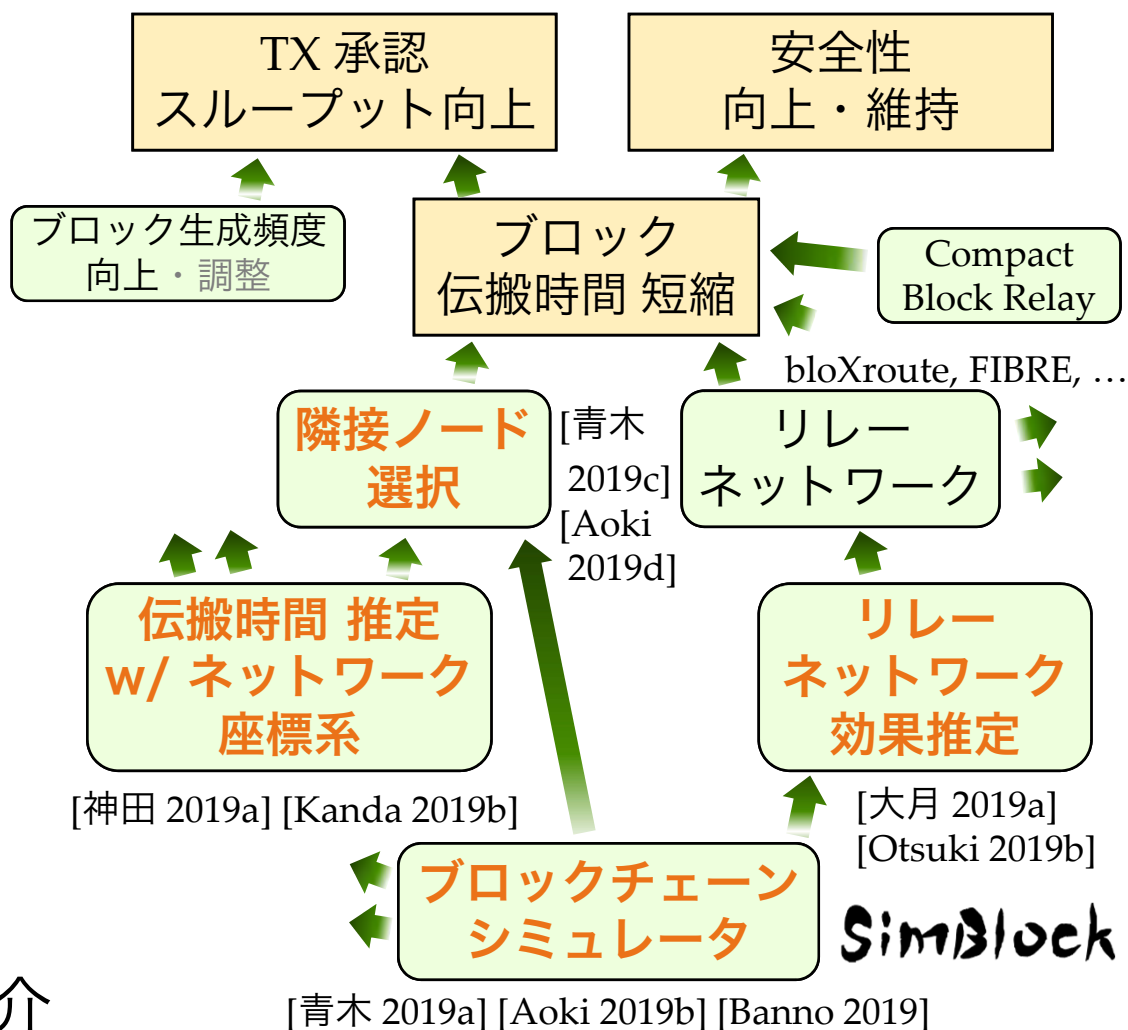 TX 承認
スループット向上
安全性
向上・維持
ブロック生成頻度
向上・調整
ブロック
伝搬時間 短縮
Compact
Block Relay
bloXroute, FIBRE, …
隣接ノード
選択
[青木
2019c]
[Aoki
2019d]
リレー
ネットワーク
伝搬時間 推定
w/ ネットワーク
座標系
[神田 2019a] [Kanda 2019b]
リレー
ネットワーク
効果推定
[大月 2019a]
[Otsuki 2019b]
ブロックチェーン
シミュレータ
SimBlock
介
[青木 2019a] [Aoki 2019b] [Banno 2019]